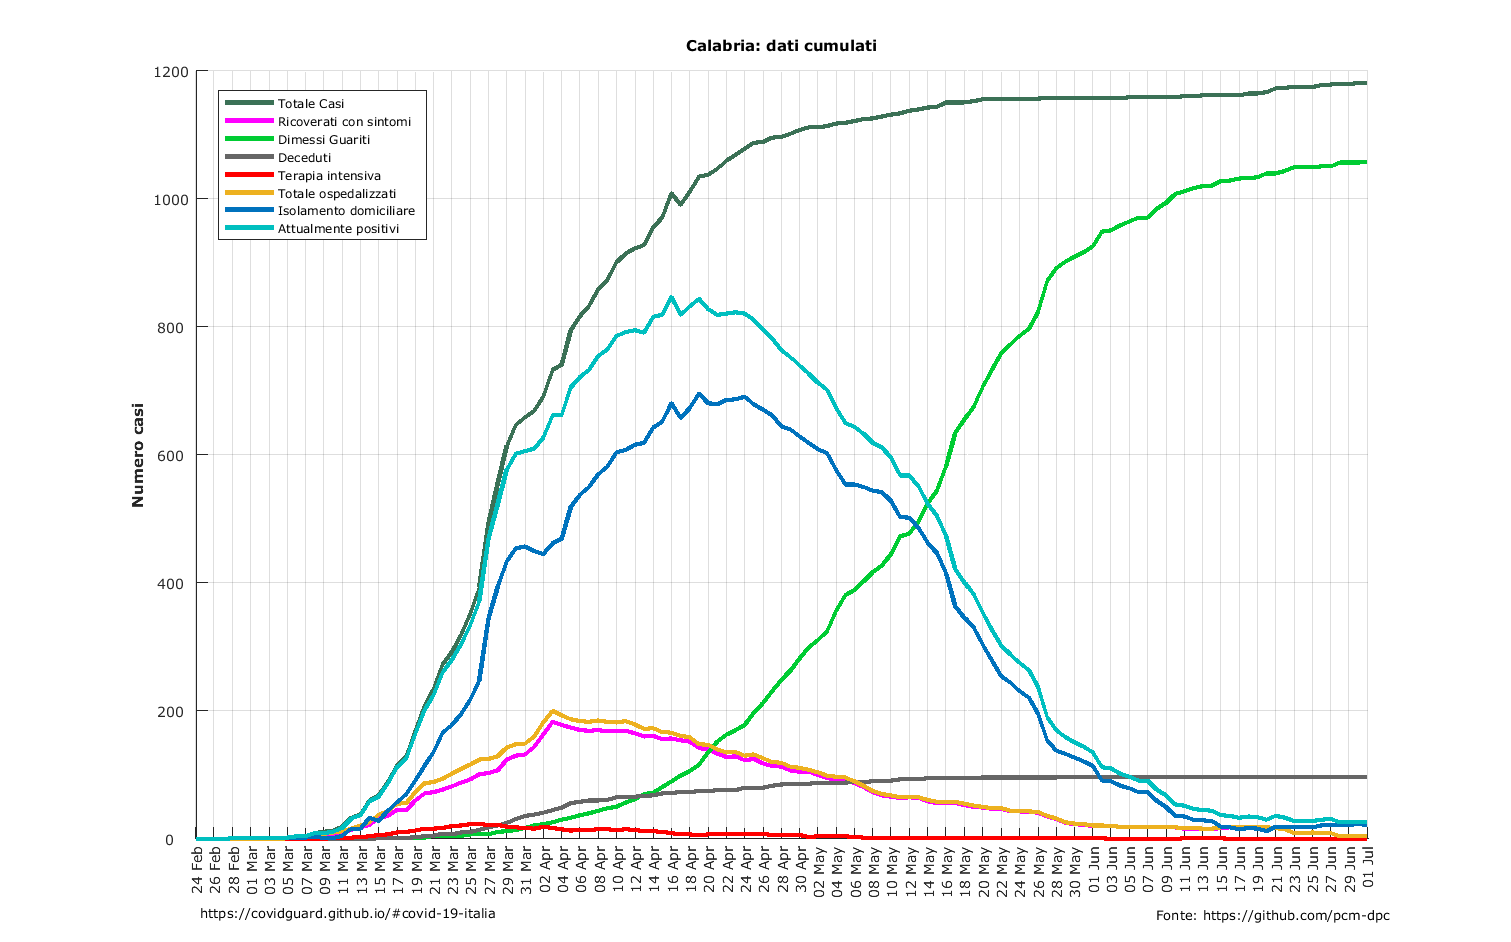 Calabria: dati cumulati
Numero casi
1200
1000
800
600
400
200
0
Totale Casi
Ricoverati con sintomi
Dimessi Guariti
Deceduti
Terapia intensiva
Totale ospedalizzati
Isolamento domiciliare
Attualmente positivi
24 Feb
26 Feb
28 Feb
01 Mar
03 Mar
05 Mar
07 Mar
09 Mar
11 Mar
13 Mar
15 Mar
17 Mar
19 Mar
21 Mar
23 Mar
25 Mar
27 Mar
29 Mar
31 Mar
02 Apr
04 Apr
06 Apr
08 Apr
10 Apr
12 Apr
14 Apr
16 Apr
18 Apr
20 Apr
22 Apr
24 Apr
26 Apr
28 Apr
30 Apr
02 May
04 May
06 May
08 May
10 May
12 May
14 May
16 May
18 May
20 May
22 May
24 May
26 May
28 May
30 May
01 Jun
03 Jun
05 Jun
07 Jun
09 Jun
11 Jun
13 Jun
15 Jun
17 Jun
19 Jun
21 Jun
23 Jun
25 Jun
27 Jun
29 Jun
01 Jul
https://covidguard.github.io/#covid-19-italia
Fonte: https://github.com/pcm-dpc